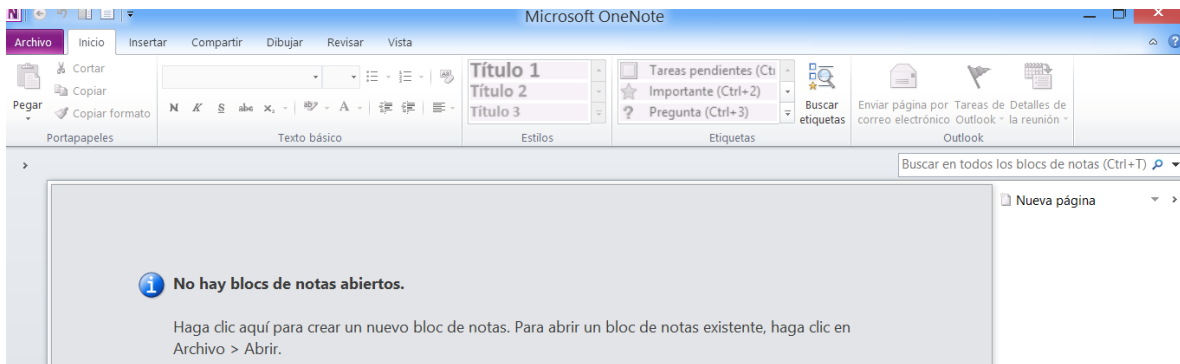 Microsoft OneNote
Archivo Inicio Insertar Compartir Dibujar Revisar Vista
Pegar
Cortar
Copiar
Copiar formato
Portapapeles
N K S abc x, A
Texto básico
Título 1
Título 2
Título 3
Estilos
Tareas pendientes (Ctı
Importante (Ctrl+2)
Pregunta (Ctrl+3)
Buscar
etiquetas
Etiquetas
Enviar página por
correo electrónico
Tareas de
Outlook
Detalles de
la reunión
Outlook
Buscar en todos los blocs de notas (Ctrl+T)
Nueva página
No hay blocs de notas abiertos.
Haga clic aquí para crear un nuevo bloc de notas. Para abrir un bloc de notas existente, haga clic en
Archivo > Abrir.